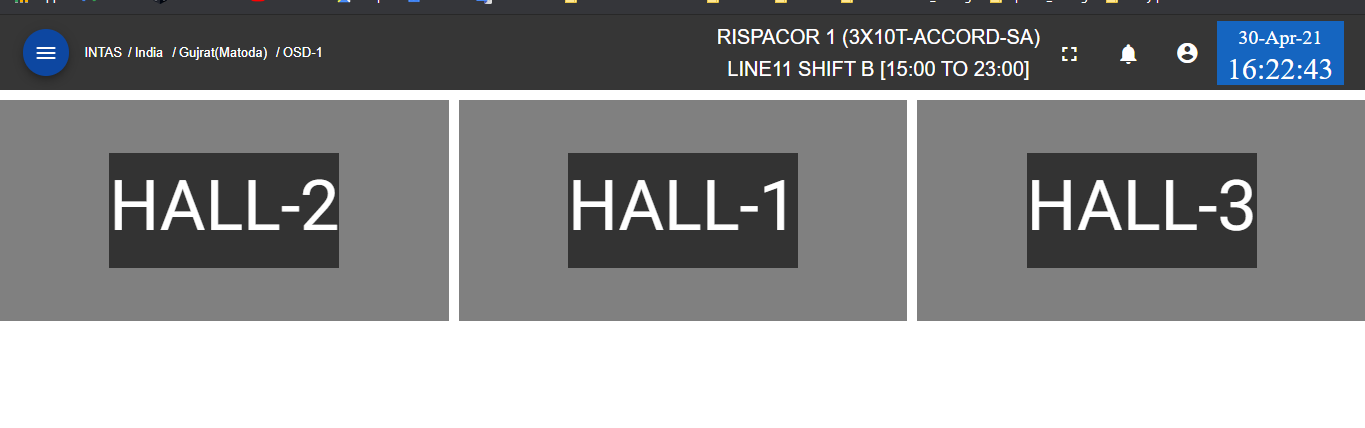 INTAS / India / Gujrat(Matoda) / OSD-1
RISPACOR 1 (3X10T-ACCORD-SA)
LINE11 SHIFT B [15:00 TO 23:00]
30-Apr-21
16:22:43
HALL-2
HALL-1
HALL-3